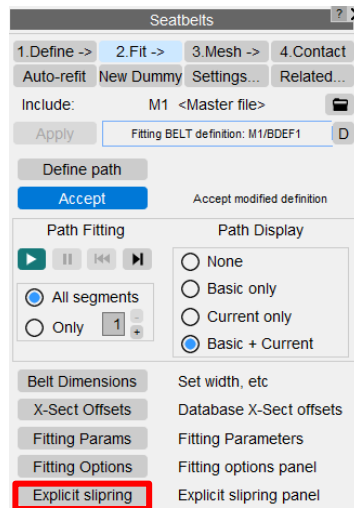 Seatbelts ?
1.Define -> 2.Fit -> 3.Mesh -> 4.Contact
Auto-refit New Dummy Settings... Related...
Include: M1 <Master file>
Apply Fitting BELT definition: M1/BDEF1 D
Define path
Accept Accept modified definition
Path Fitting Path Display
None
All segments Basic only
Only 1 - + Current only
Basic + Current
Belt Dimensions Set width, etc
X-Sect Offsets Database X-Sect offsets
Fitting Params Fitting Parameters
Fitting Options Fitting options panel
Explicit slipring Explicit slipring panel